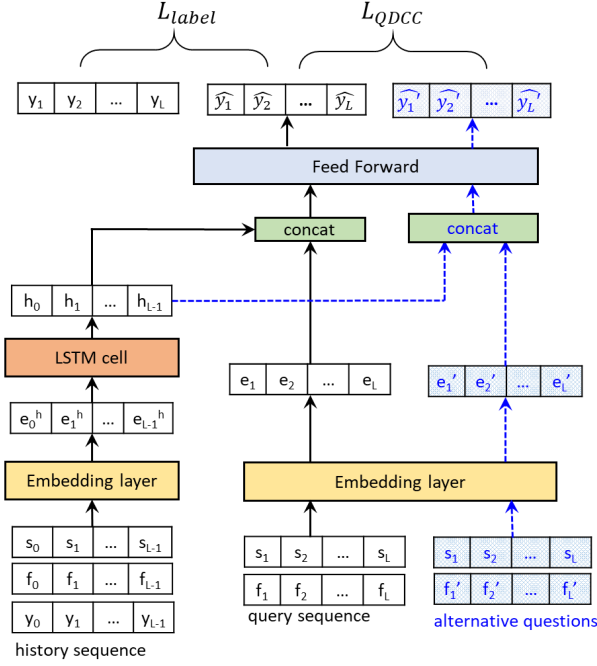 L_label L_QDCC
y₁ y₂ ... y_L ŷ₁ ŷ₂ ... ŷ_L ŷ₁′ ŷ₂′ ... ŷ_L′
Feed Forward
concat concat
h₀ h₁ ... h_L-1
LSTM cell
e₁ e₂ ... e_L e₁′ e₂′ ... e_L′
e₀ʰ e₁ʰ ... e_L-1ʰ
Embedding layer Embedding layer
s₀ s₁ ... s_L-1 s₁ s₂ ... s_L s₁ s₂ ... s_L
f₀ f₁ ... f_L-1 f₁ f₂ ... f_L f₁′ f₂′ ... f_L′
y₀ y₁ ... y_L-1
query sequence alternative questions
history sequence